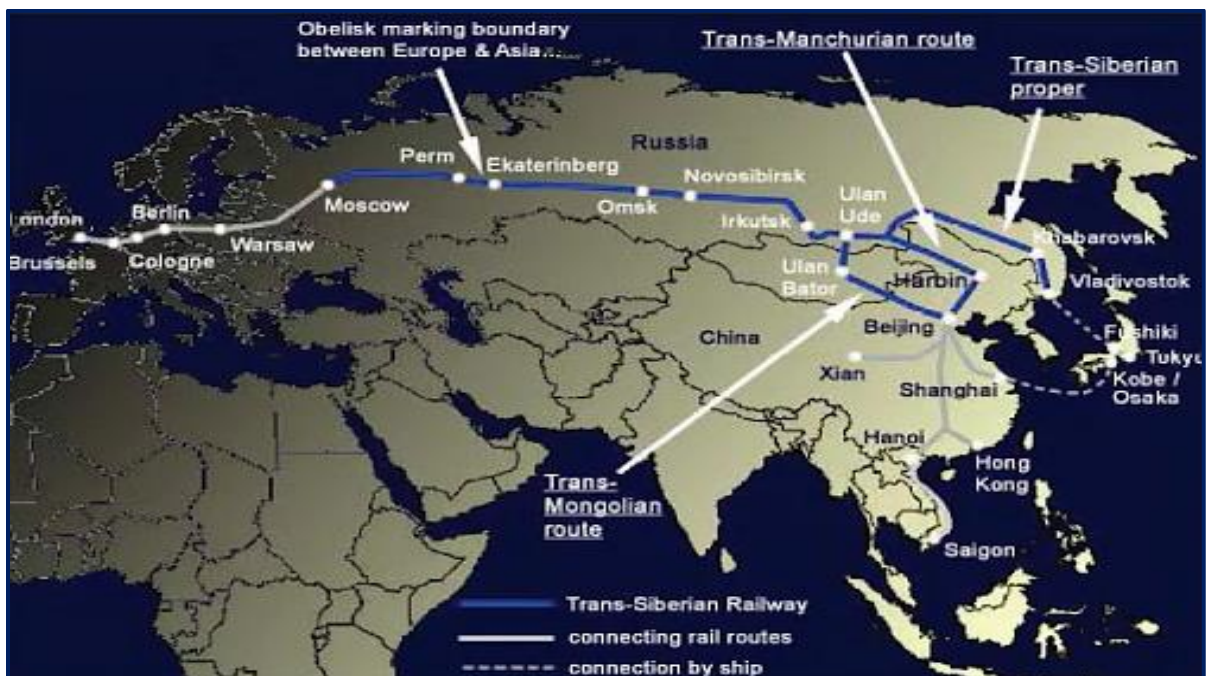 Obelisk marking boundary
between Europe & Asia...
Trans-Manchurian route
Trans-Siberian
proper
Russia
Perm
Ekaterinberg
Novosibirsk
Ulan
Ude
Omsk
Irkutsk
Moscow
Berlin
London
Warsaw
Brussels
Cologne
Khabarovsk
Ulan
Bator
Harbin
Vladivostok
Beijing
China
Fushiki
Tokyo
Xian
Shanghai
Kobe /
Osaka
Hanoi
Hong
Kong
Trans-
Mongolian
route
Saigon
Trans-Siberian Railway
connecting rail routes
connection by ship